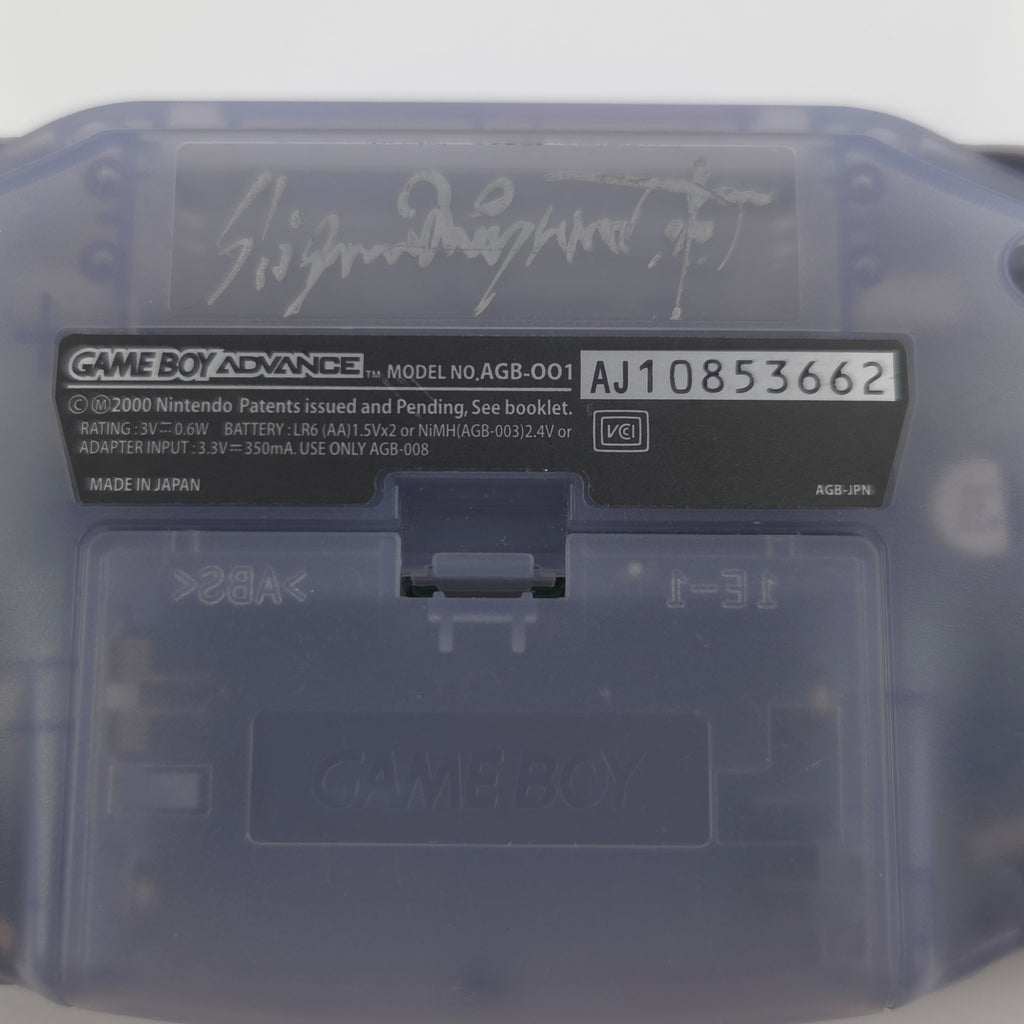 GAME BOY ADVANCE™ MODEL NO.AGB-001 AJ10853662
ⒸⓂ2000 Nintendo Patents issued and Pending, See booklet.
RATING : 3V⎓0.6W BATTERY : LR6 (AA)1.5Vx2 or NiMH(AGB-003)2.4V or
ADAPTER INPUT : 3.3V⎓350mA. USE ONLY AGB-008
VCI
MADE IN JAPAN
AGB-JPN
>ABS<
1E-1
GAME BOY